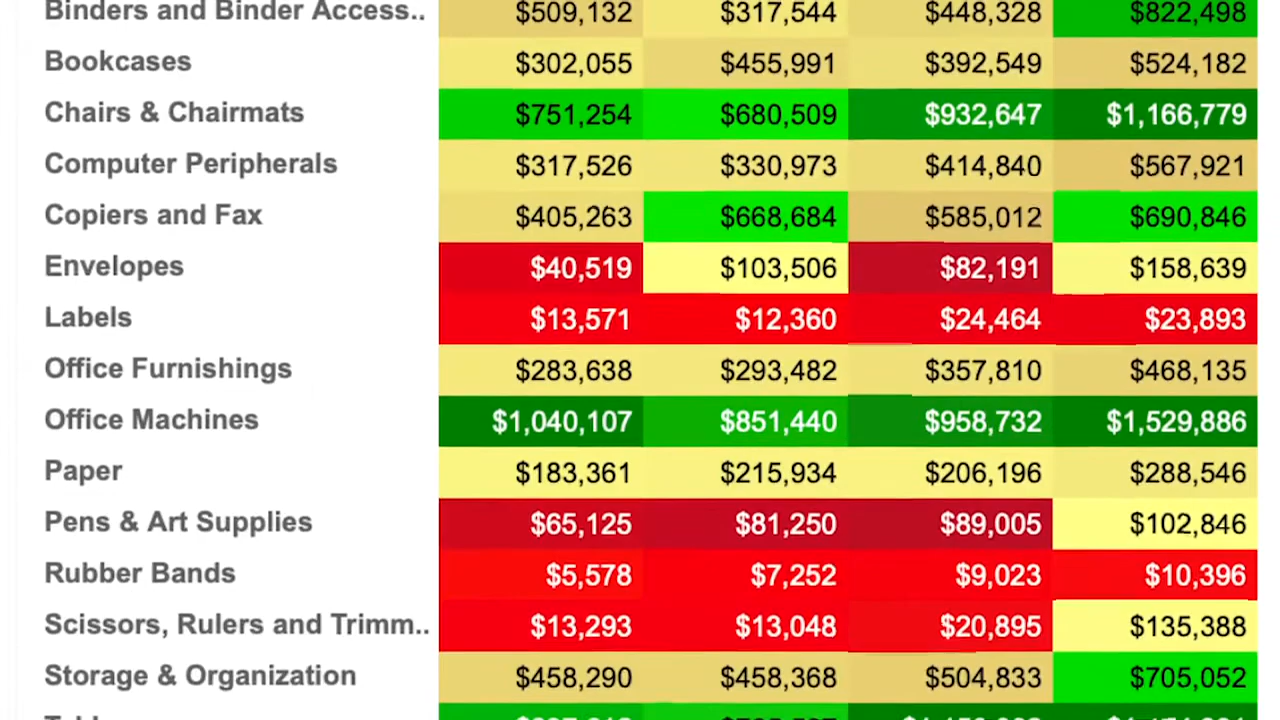 Binders and Binder Access.. $509,132 $317,544 $448,328 $822,498
Bookcases $302,055 $455,991 $392,549 $524,182
Chairs & Chairmats $751,254 $680,509 $932,647 $1,166,779
Computer Peripherals $317,526 $330,973 $414,840 $567,921
Copiers and Fax $405,263 $668,684 $585,012 $690,846
Envelopes $40,519 $103,506 $82,191 $158,639
Labels $13,571 $12,360 $24,464 $23,893
Office Furnishings $283,638 $293,482 $357,810 $468,135
Office Machines $1,040,107 $851,440 $958,732 $1,529,886
Paper $183,361 $215,934 $206,196 $288,546
Pens & Art Supplies $65,125 $81,250 $89,005 $102,846
Rubber Bands $5,578 $7,252 $9,023 $10,396
Scissors, Rulers and Trimm.. $13,293 $13,048 $20,895 $135,388
Storage & Organization $458,290 $458,368 $504,833 $705,052